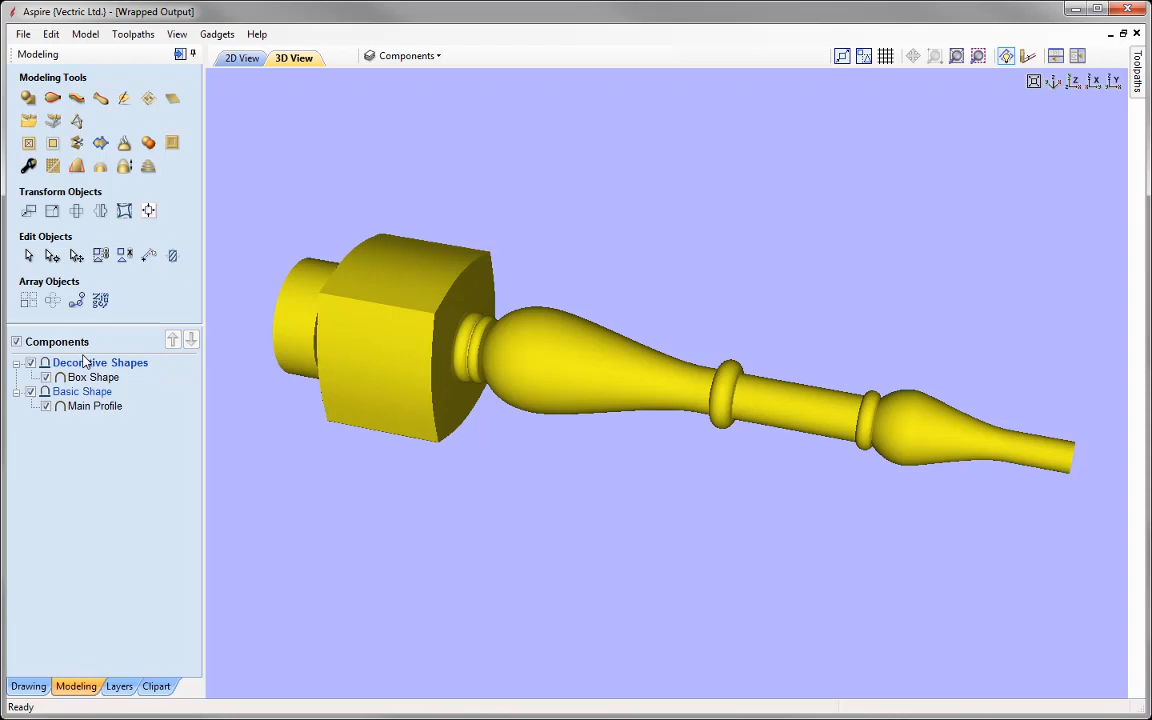 Aspire {Vectric Ltd.} - [Wrapped Output]
File Edit Model Toolpaths View Gadgets Help
Modeling
2D View 3D View Components
Toolpaths
Modeling Tools
Z X Y
Transform Objects
Edit Objects
Array Objects
Components
Decorative Shapes
Box Shape
Basic Shape
Main Profile
Drawing Modeling Layers Clipart
Ready